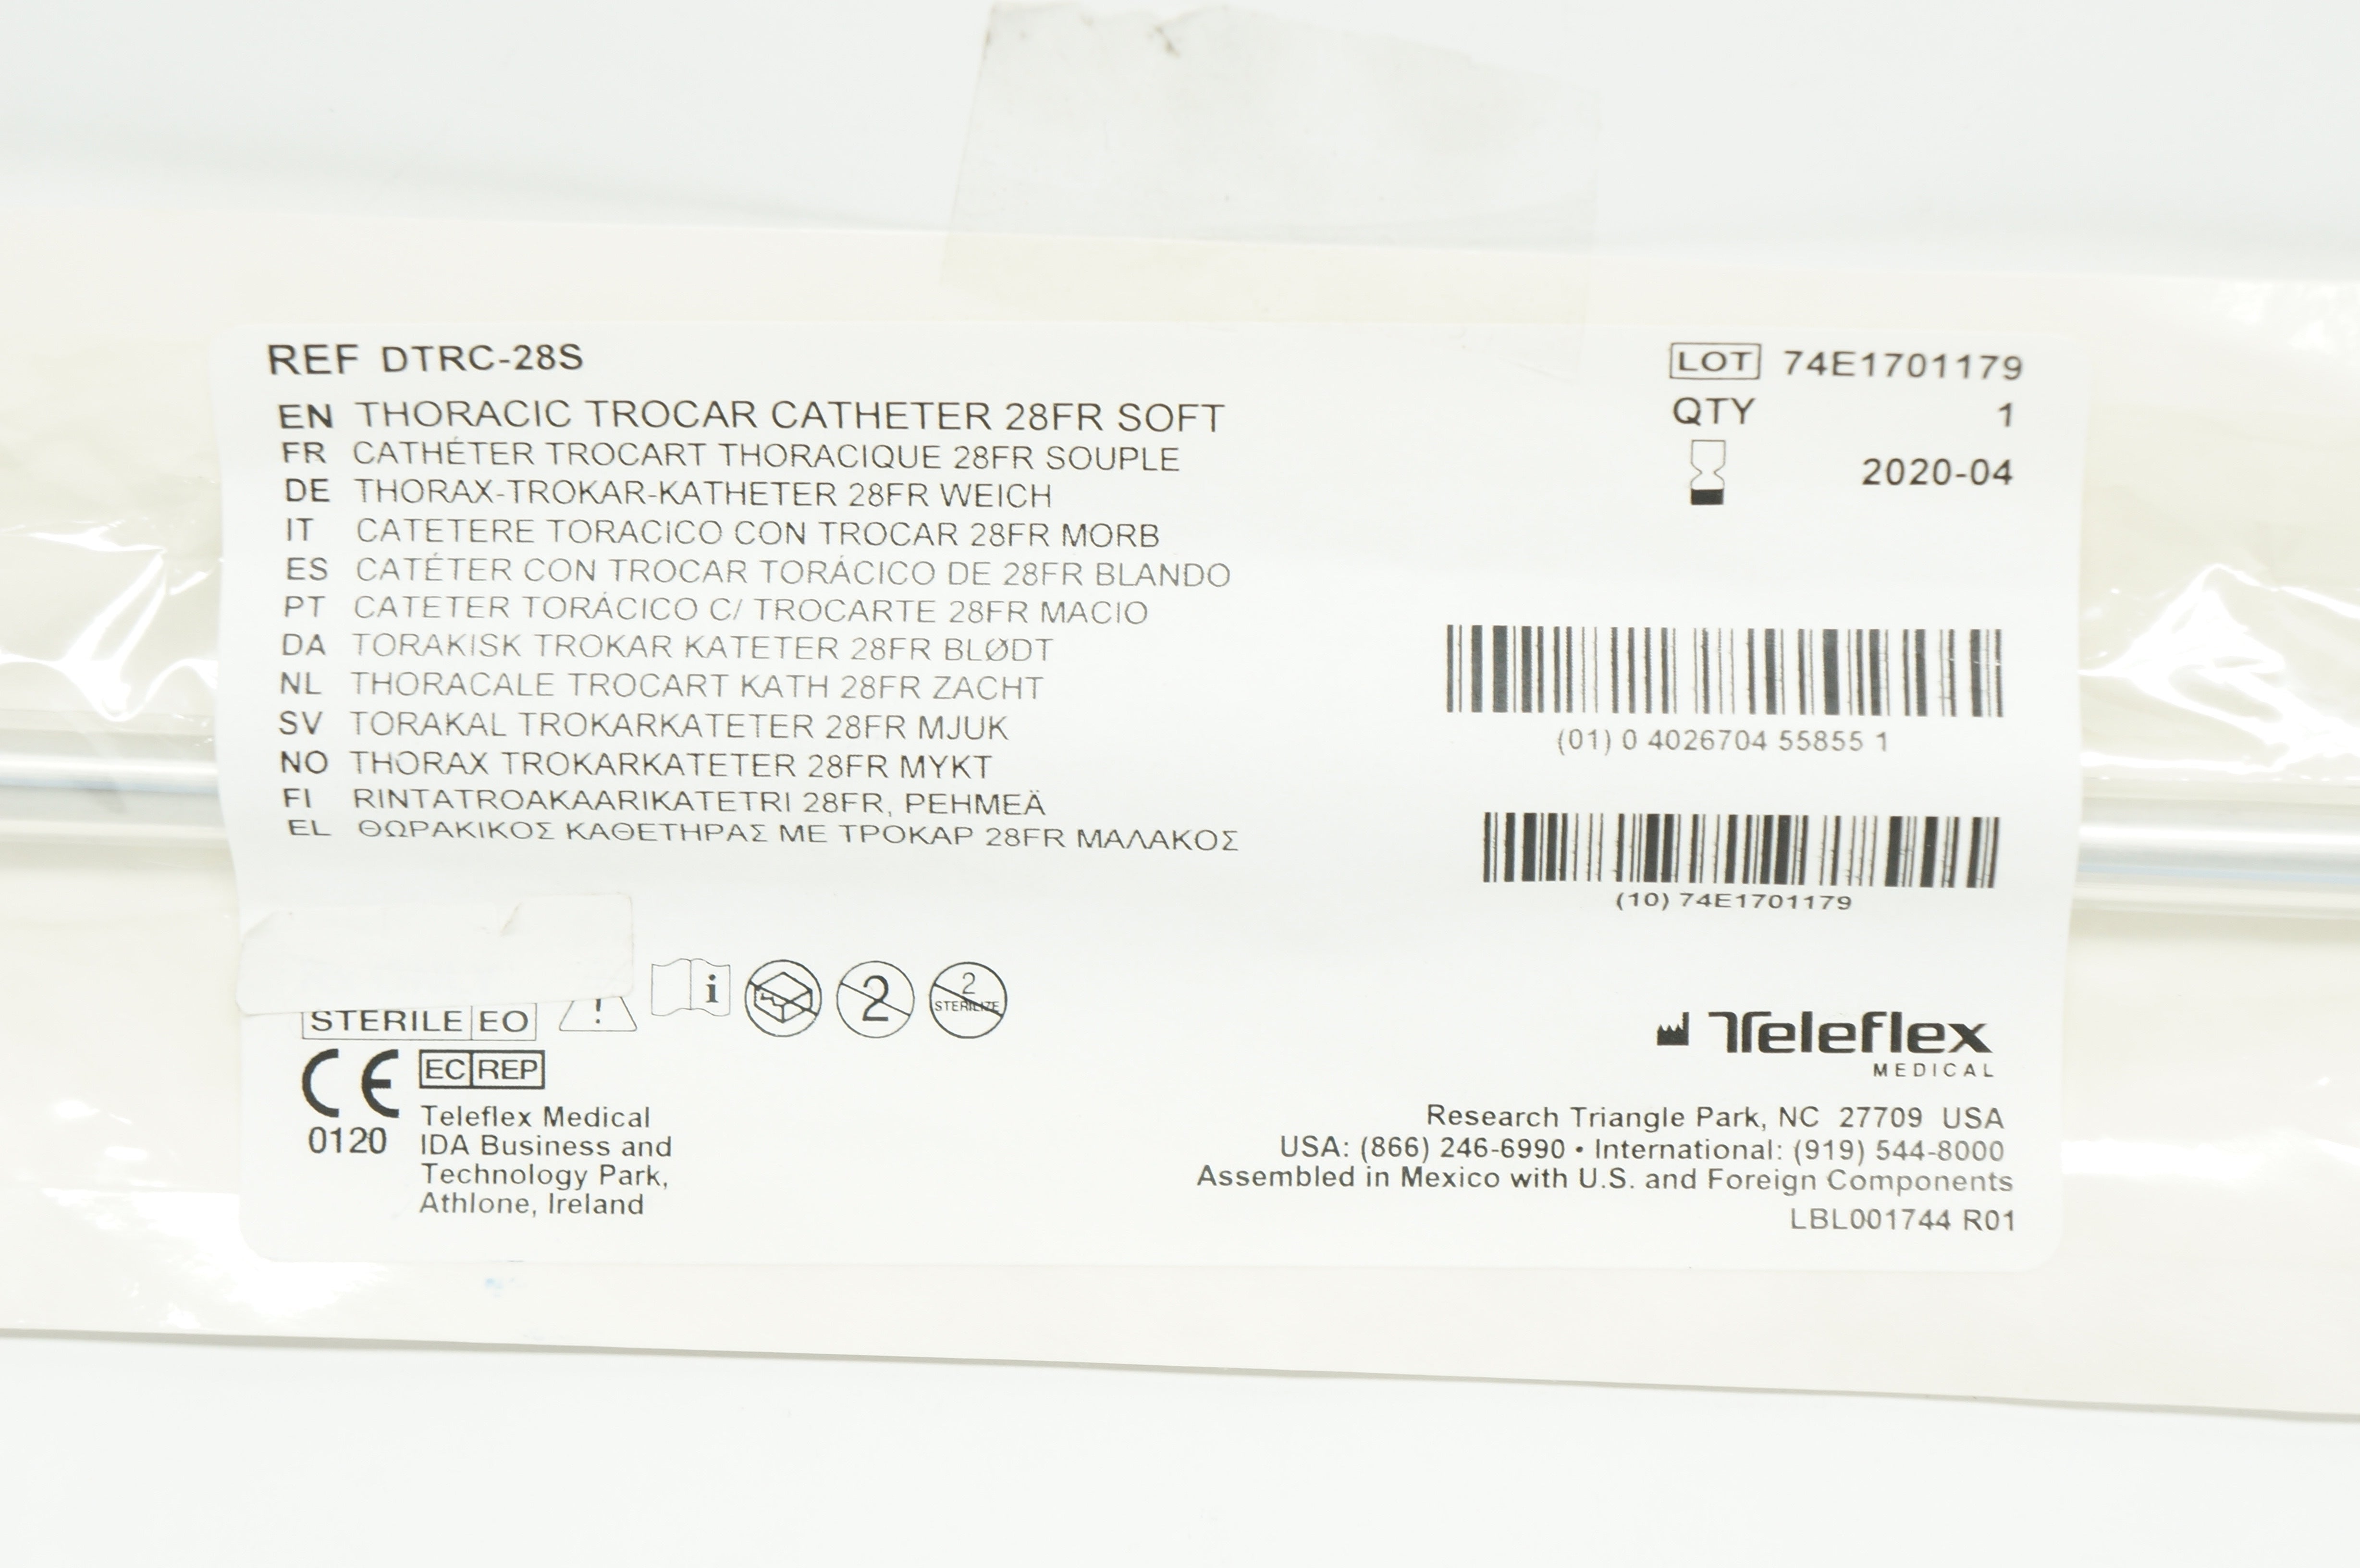 REF DTRC-28S
EN THORACIC TROCAR CATHETER 28FR SOFT
FR CATHÉTER TROCART THORACIQUE 28FR SOUPLE
DE THORAX-TROKAR-KATHETER 28FR WEICH
IT CATETERE TORACICO CON TROCAR 28FR MORB
ES CATÉTER CON TROCAR TORÁCICO DE 28FR BLANDO
PT CATETER TORÁCICO C/ TROCARTE 28FR MACIO
DA TORAKISK TROKAR KATETER 28FR BLØDT
NL THORACALE TROCART KATH 28FR ZACHT
SV TORAKAL TROKARKATETER 28FR MJUK
NO THORAX TROKARKATETER 28FR MYKT
FI RINTATROAKAARIKATETRI 28FR, PEHMEÄ
EL ΘΩΡΑΚΙΚΟΣ ΚΑΘΕΤΗΡΑΣ ΜΕ ΤΡΟΚΑΡ 28FR ΜΑΛΑΚΟΣ
LOT 74E1701179
QTY 1
2020-04
(01) 0 4026704 55855 1
(10) 74E1701179
STERILE EO ! i 2 2 STERILIZE
CE EC REP
0120
Teleflex Medical
IDA Business and
Technology Park,
Athlone, Ireland
Teleflex
MEDICAL
Research Triangle Park, NC 27709 USA
USA: (866) 246-6990 • International: (919) 544-8000
Assembled in Mexico with U.S. and Foreign Components
LBL001744 R01